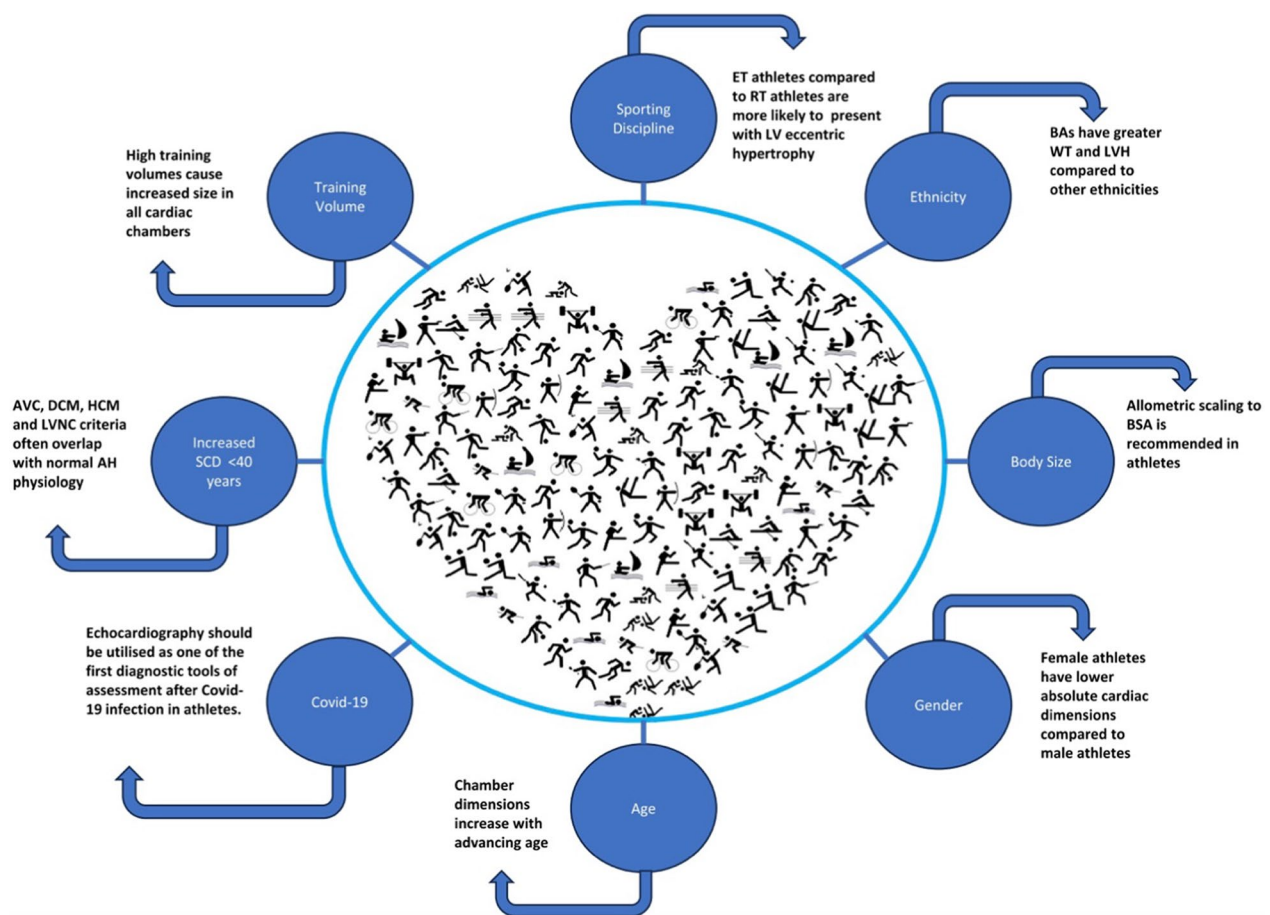 Sporting
Discipline
ET athletes compared
to RT athletes are
more likely to present
with LV eccentric
hypertrophy
Ethnicity
BAs have greater
WT and LVH
compared to
other ethnicities
Body Size
Allometric scaling to
BSA is
recommended in
athletes
Gender
Female athletes
have lower
absolute cardiac
dimensions
compared to
male athletes
Age
Chamber
dimensions
increase with
advancing age
Covid-19
Echocardiography should
be utilised as one of the
first diagnostic tools of
assessment after Covid-
19 infection in athletes.
Increased
SCD <40
years
AVC, DCM, HCM
and LVNC criteria
often overlap
with normal AH
physiology
Training
Volume
High training
volumes cause
increased size in
all cardiac
chambers